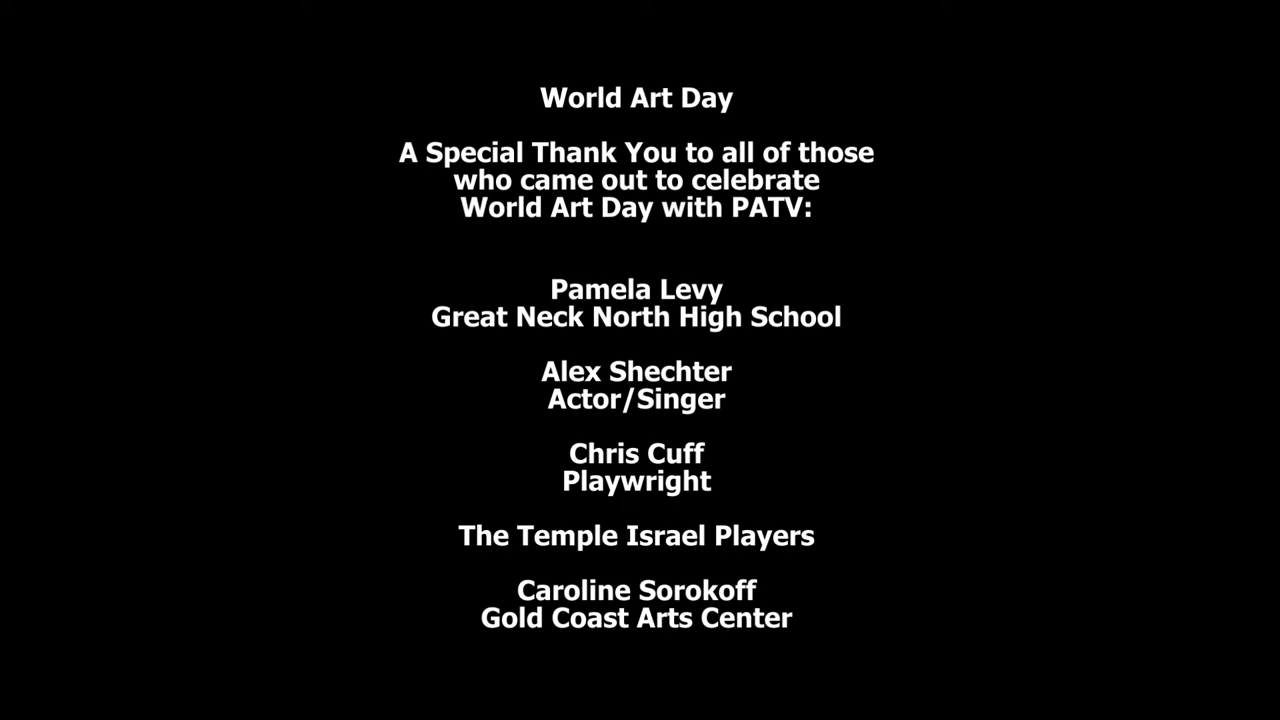 World Art Day
A Special Thank You to all of those
who came out to celebrate
World Art Day with PATV:
Pamela Levy
Great Neck North High School
Alex Shechter
Actor/Singer
Chris Cuff
Playwright
The Temple Israel Players
Caroline Sorokoff
Gold Coast Arts Center